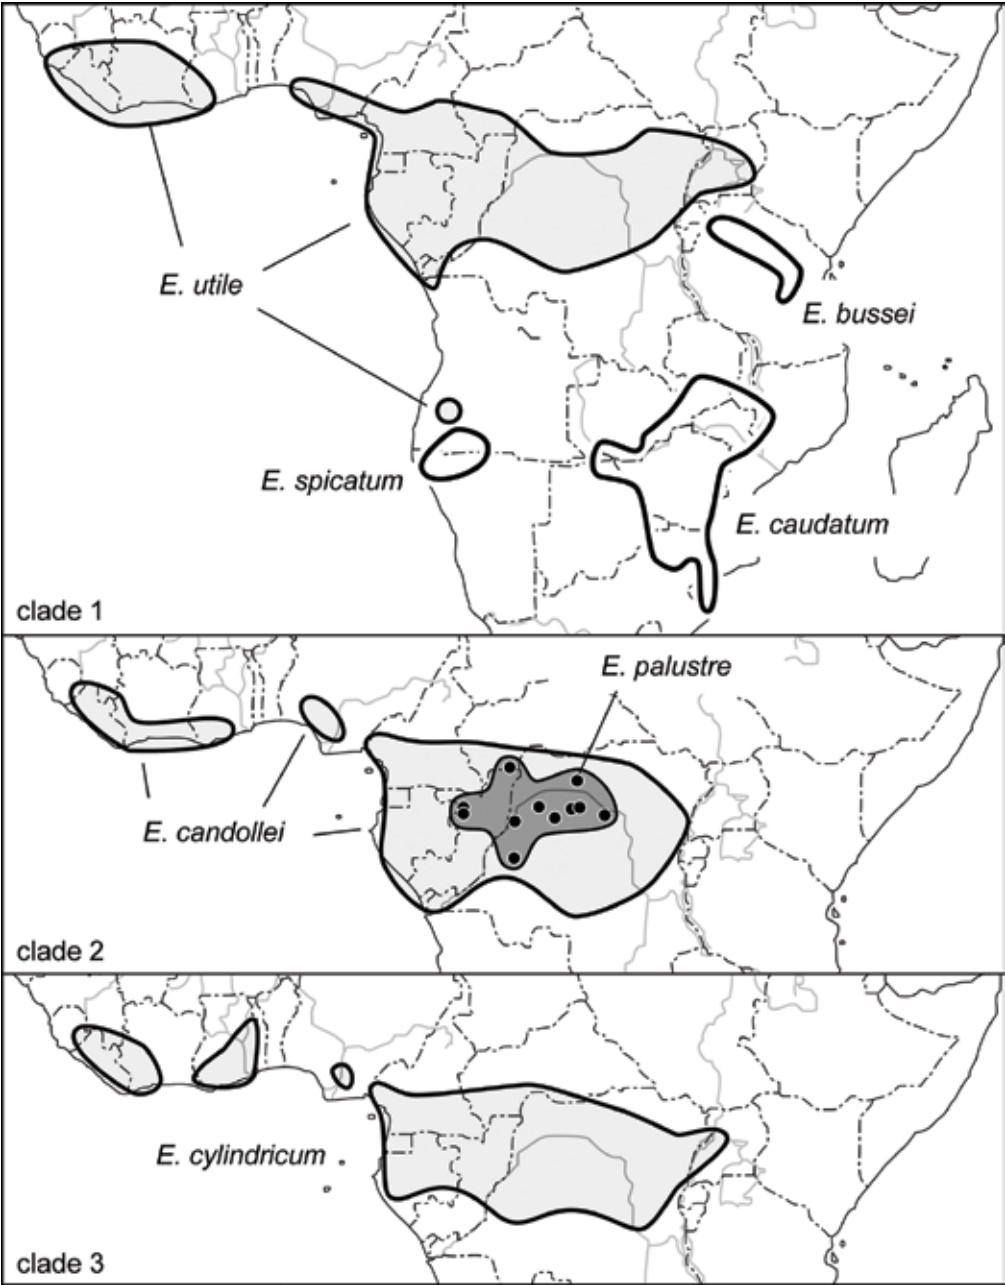 E. utile
E. bussei
E. spicatum
E. caudatum
clade 1
E. palustre
E. candollei
clade 2
E. cylindricum
clade 3